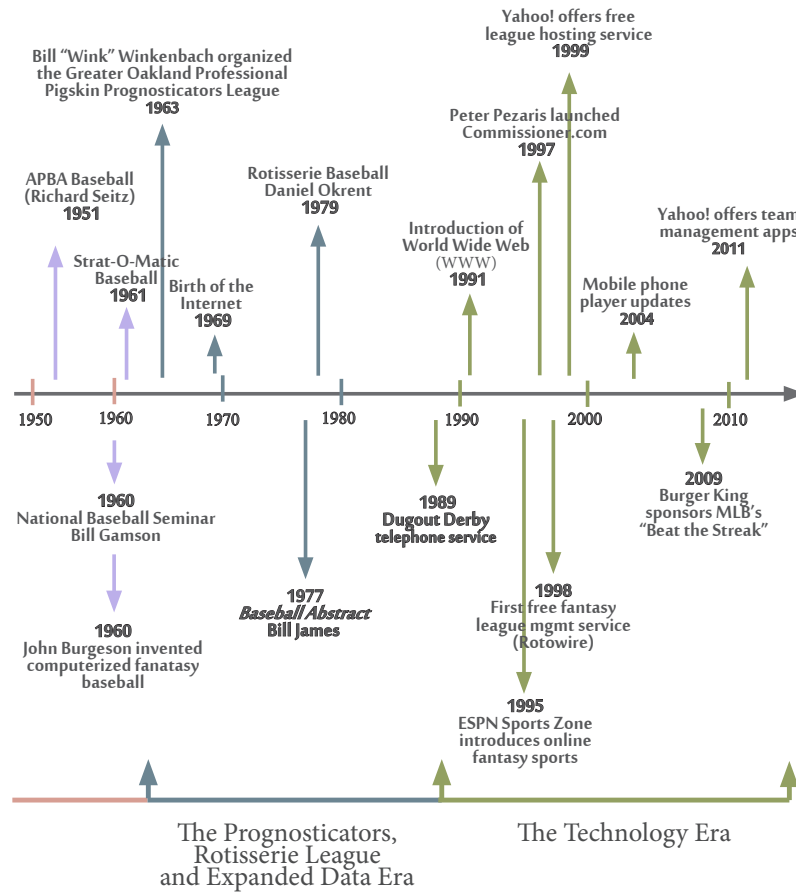 Yahoo! offers free
league hosting service
1999
Bill “Wink” Winkenbach organized
the Greater Oakland Professional
Pigskin Prognosticators League
1963
Peter Pezaris launched
Commissioner.com
1997
APBA Baseball
(Richard Seitz)
1951
Rotisserie Baseball
Daniel Okrent
1979
Introduction of
World Wide Web
(WWW)
1991
Yahoo! offers team
management apps
2011
Strat-O-Matic
Baseball
1961
Birth of the
Internet
1969
Mobile phone
player updates
2004
1950
1960
1970
1980
1990
2000
2010
1960
National Baseball Seminar
Bill Gamson
1989
Dugout Derby
telephone service
2009
Burger King
sponsors MLB’s
“Beat the Streak”
1977
Baseball Abstract
Bill James
1998
First free fantasy
league mgmt service
(Rotowire)
1960
John Burgeson invented
computerized fanatasy
baseball
1995
ESPN Sports Zone
introduces online
fantasy sports
The Prognosticators,
Rotisserie League
and Expanded Data Era
The Technology Era